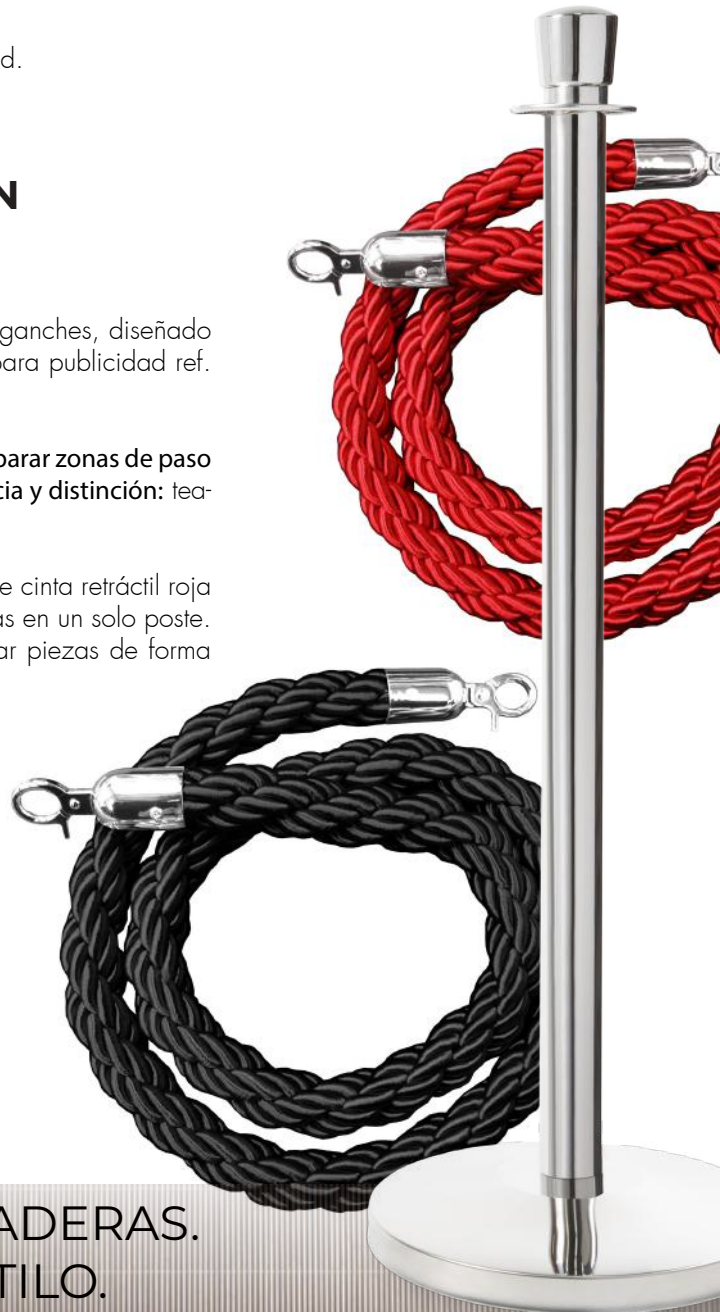 d.
N
ganches, diseñado
para publicidad ref.
parar zonas de paso
cia y distinción: tea-
e cinta retráctil roja
as en un solo poste.
ar piezas de forma
ADERAS.
TILO.